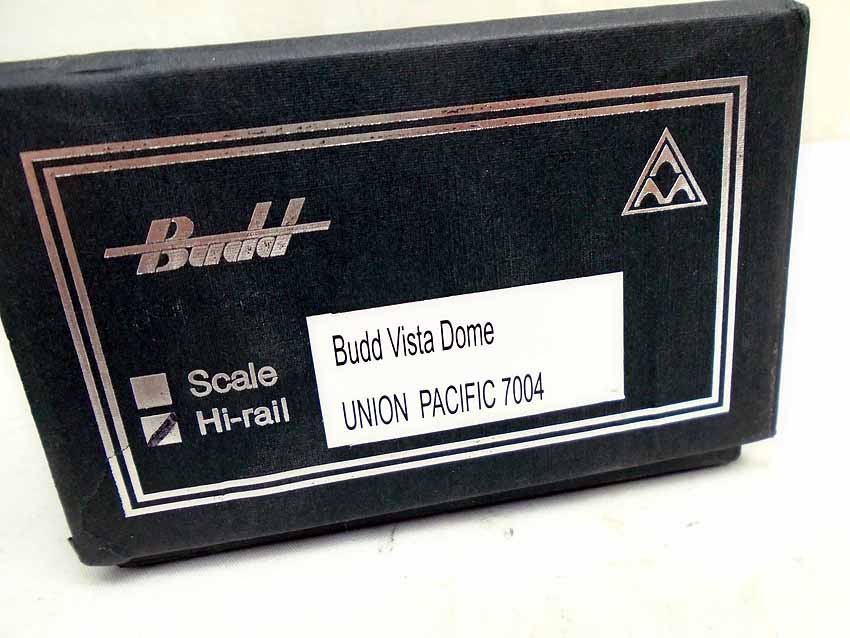 Budd
Scale
Hi-rail
Budd Vista Dome
UNION PACIFIC 7004